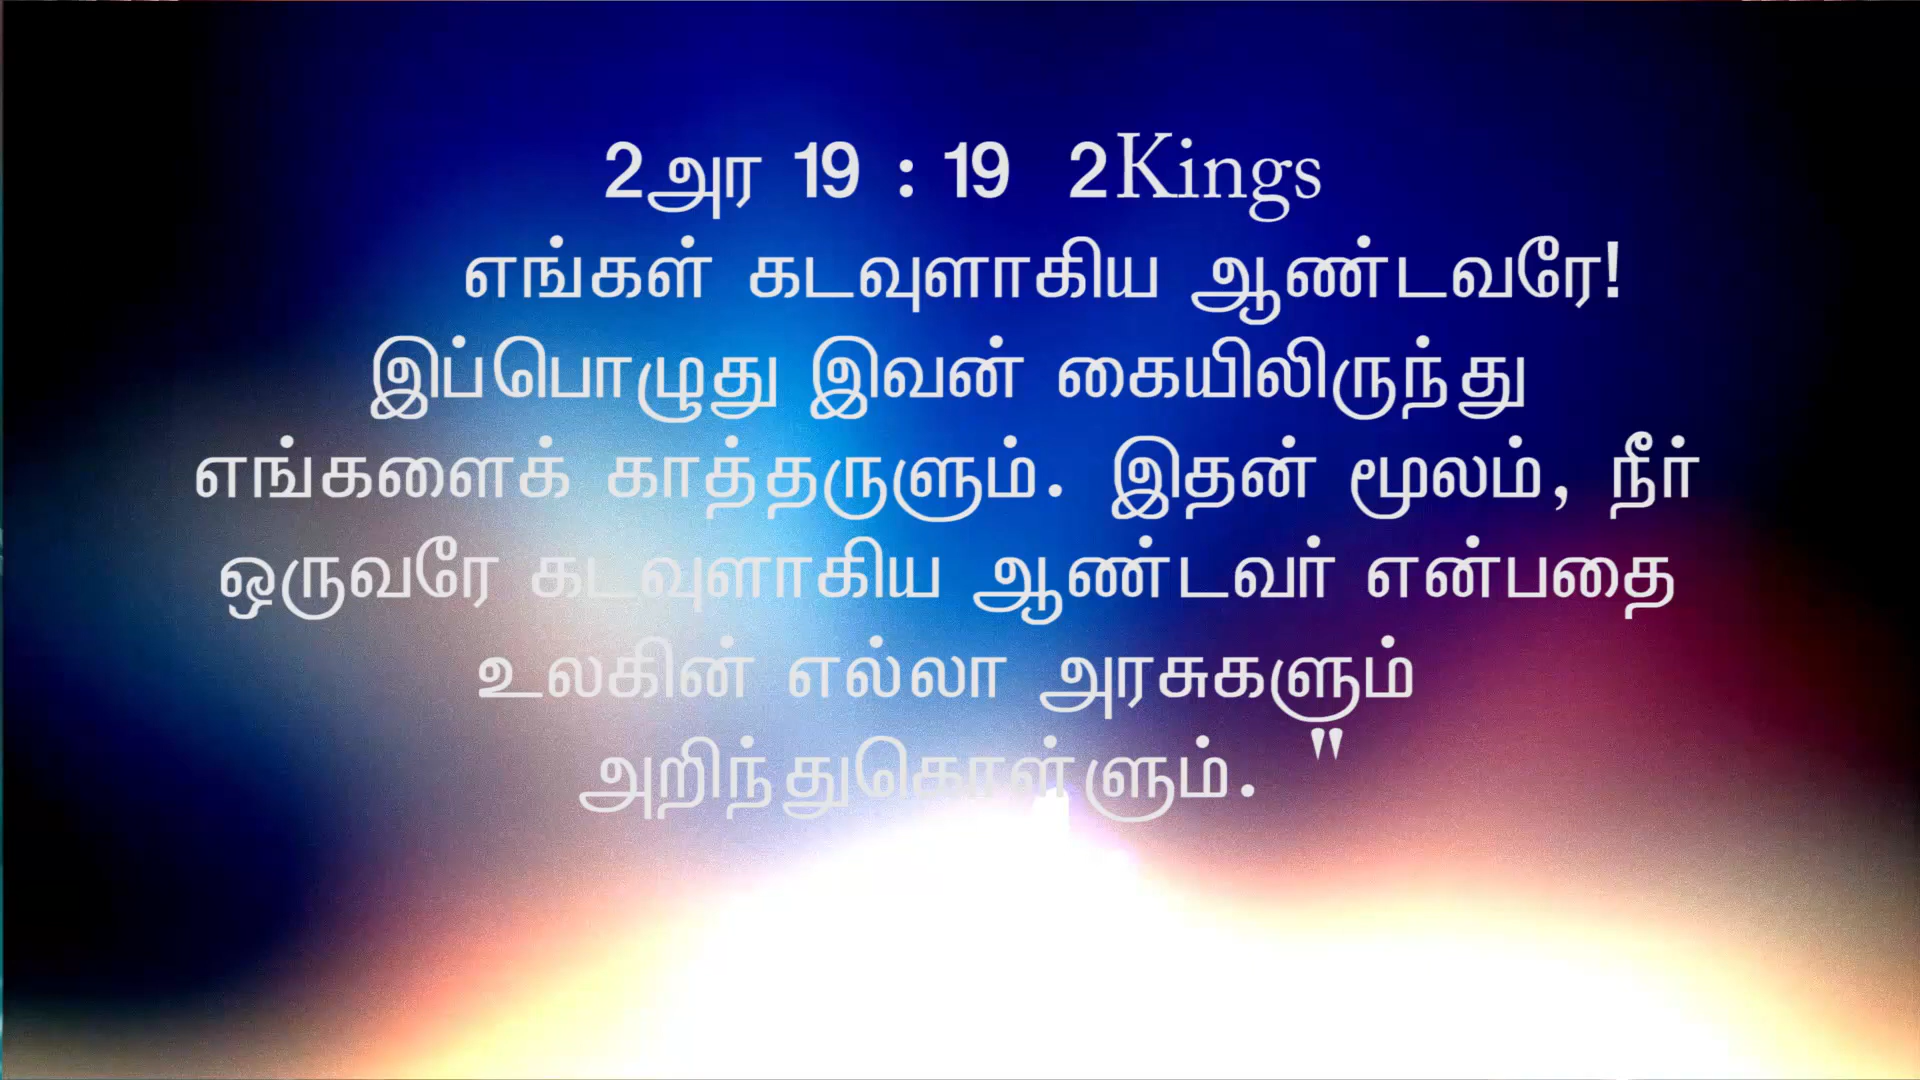 2அர 19 : 19 2Kings
எங்கள் கடவுளாகிய ஆண்டவரே!
இப்பொழுது இவன் கையிலிருந்து
எங்களைக் காத்தருளும். இதன் மூலம், நீர்
ஒருவரே கடவுளாகிய ஆண்டவர் என்பதை
உலகின் எல்லா அரசுகளும்
அறிந்துகொள்ளும். "